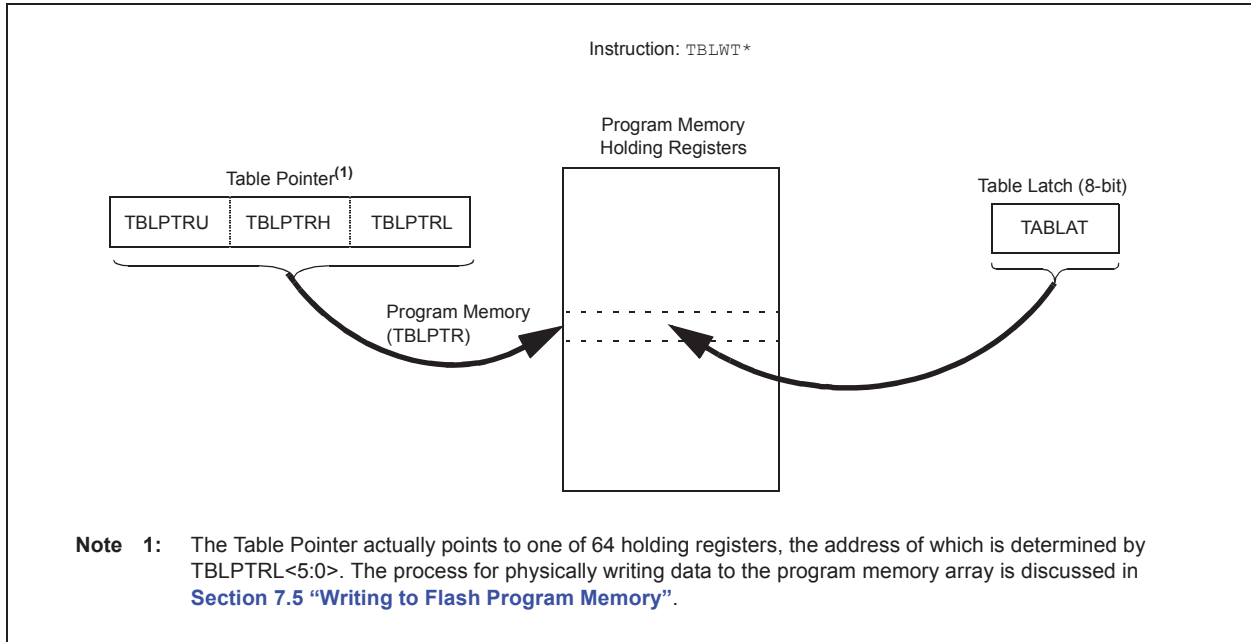 Instruction: TBLWT*
Program Memory
Holding Registers
Table Pointer(1)
Table Latch (8-bit)
TBLPTRU TBLPTRH TBLPTRL
TABLAT
Program Memory
(TBLPTR)
Note 1: The Table Pointer actually points to one of 64 holding registers, the address of which is determined by
TBLPTRL<5:0>. The process for physically writing data to the program memory array is discussed in
Section 7.5 “Writing to Flash Program Memory”.